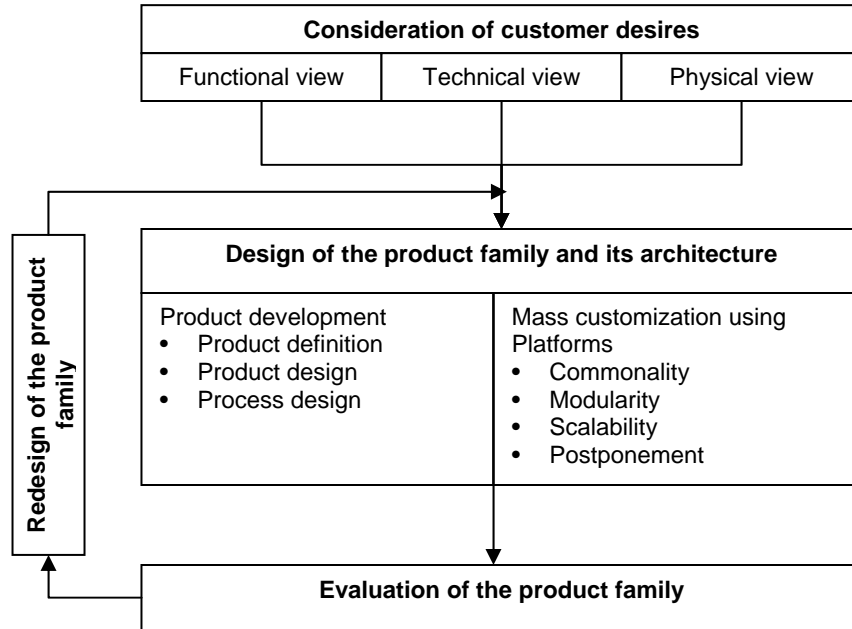 Consideration of customer desires
Functional view
Technical view
Physical view
Design of the product family and its architecture
Product development
• Product definition
• Product design
• Process design
Mass customization using
Platforms
• Commonality
• Modularity
• Scalability
• Postponement
Redesign of the product
family
Evaluation of the product family